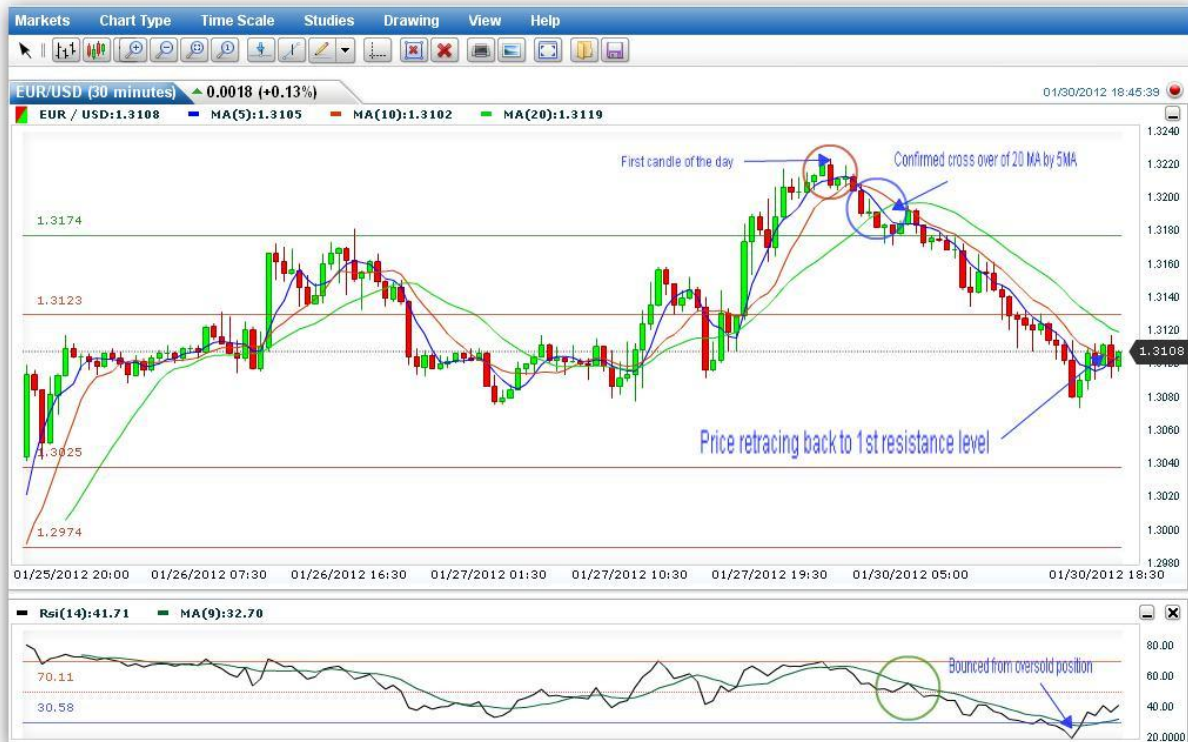 Markets Chart Type Time Scale Studies Drawing View Help
EUR/USD (30 minutes) 0.0018 (+0.13%)
01/30/2012 18:45:39
EUR / USD:1.3108 MA(5):1.3105 MA(10):1.3102 MA(20):1.3119
1.3240
First candle of the day
Confirmed cross over of 20 MA by 5MA
1.3220
1.3200
1.3174
1.3180
1.3160
1.3123
1.3140
1.3120
1.3108
1.3100
1.3080
1.3060
Price retracing back to 1st resistance level
1.3025
1.3040
1.3020
1.2974
1.3000
1.2980
01/25/2012 20:00 01/26/2012 07:30 01/26/2012 16:30 01/27/2012 01:30 01/27/2012 10:30 01/27/2012 19:30 01/30/2012 05:00 01/30/2012 18:30
Rsi(14):41.71 MA(9):32.70
80.00
Bounced from oversold position
70.11
60.00
30.58
40.00
20.0000